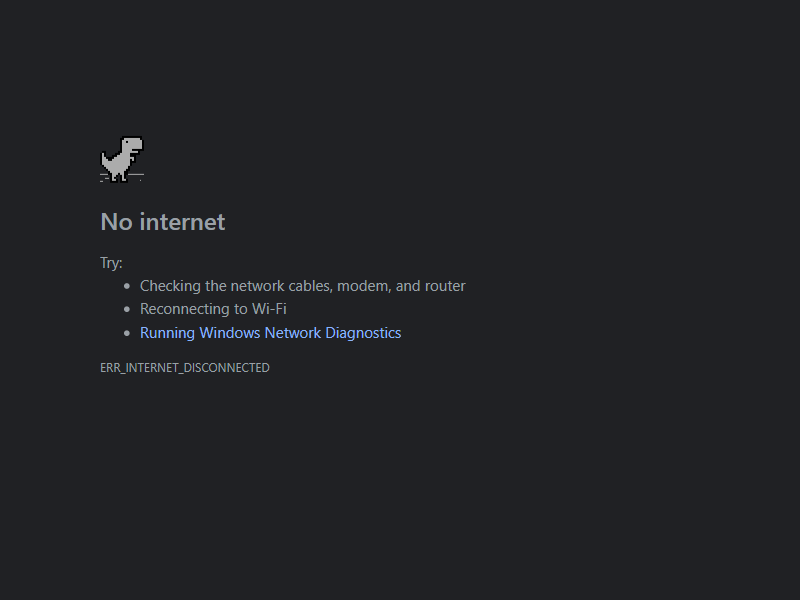 No internet
Try:
Checking the network cables, modem, and router
Reconnecting to Wi-Fi
Running Windows Network Diagnostics
ERR_INTERNET_DISCONNECTED